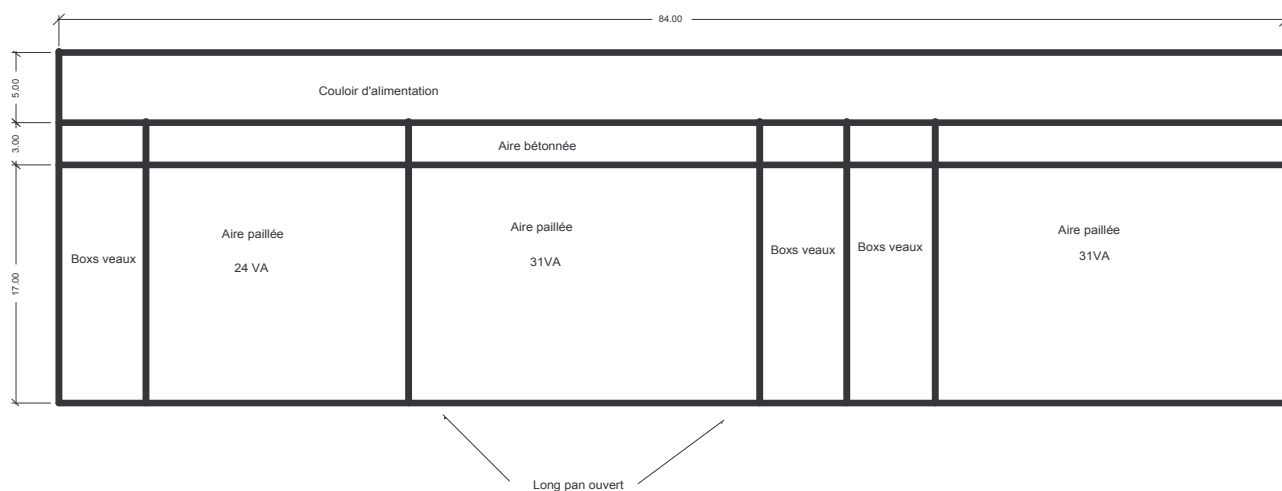 84.00
5.00
Couloir d'alimentation
3.00
Aire bétonnée
17.00
Boxs veaux
Aire paillée
24 VA
Aire paillée
31VA
Boxs veaux
Boxs veaux
Aire paillée
31VA
Long pan ouvert